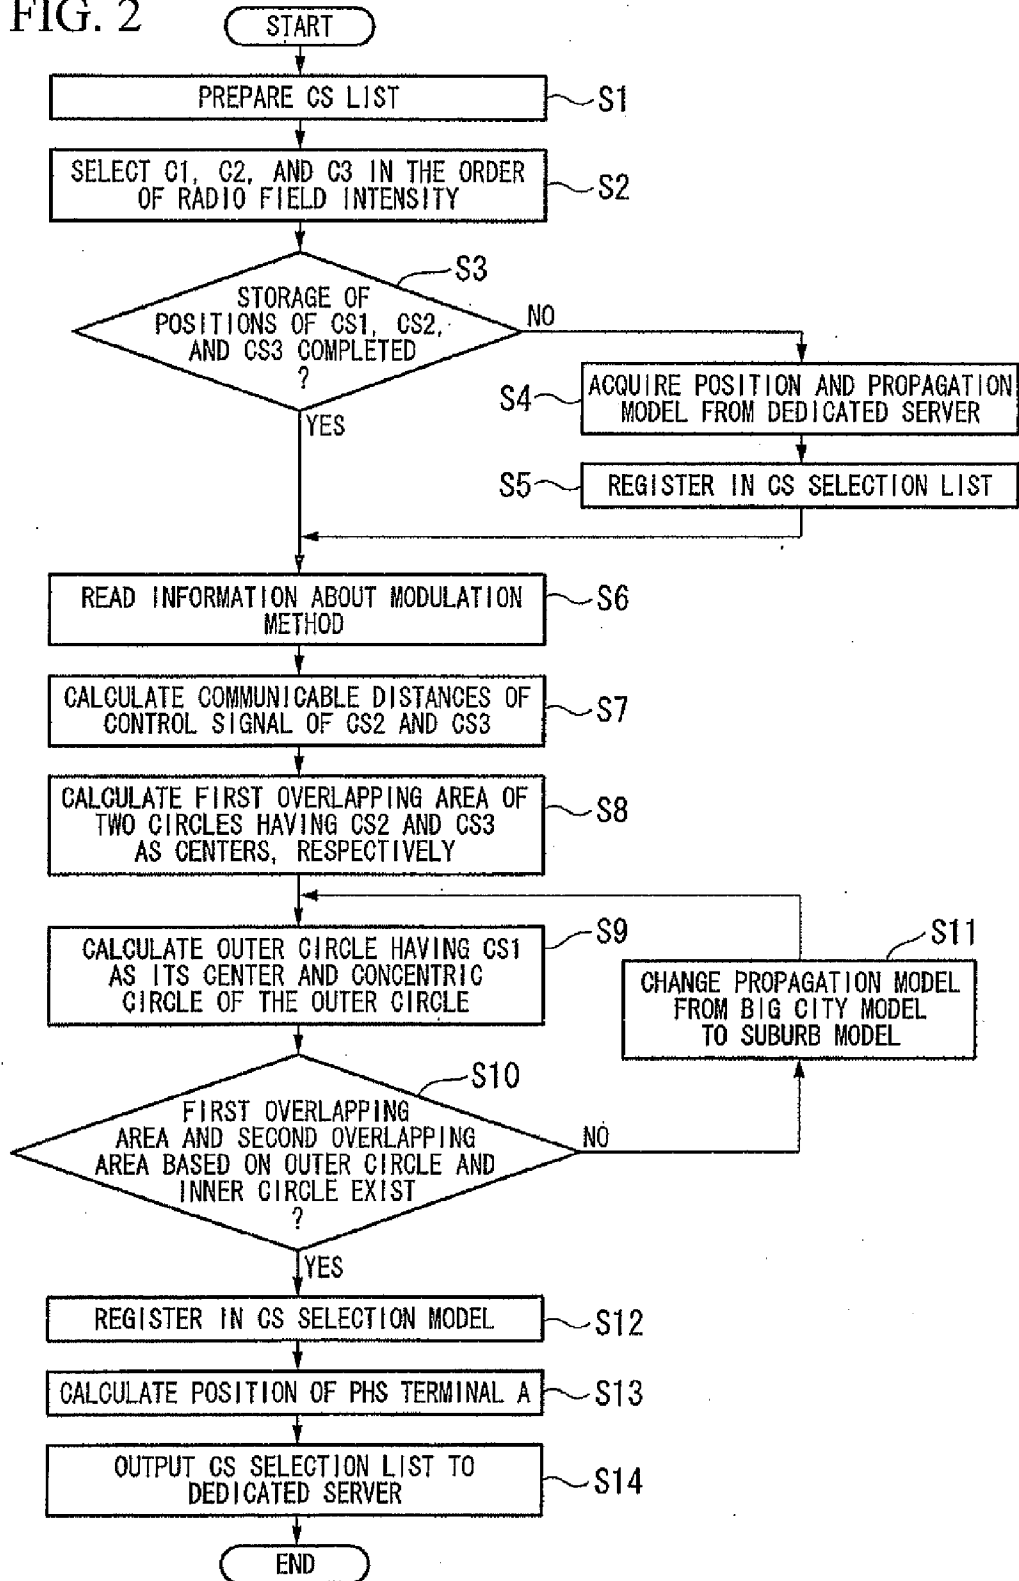 FIG. 2
START
PREPARE CS LIST
S1
SELECT C1, C2, AND C3 IN THE ORDER
OF RADIO FIELD INTENSITY
S2
S3
STORAGE OF
POSITIONS OF CS1, CS2,
AND CS3 COMPLETED
?
NO
YES
S4
ACQUIRE POSITION AND PROPAGATION
MODEL FROM DEDICATED SERVER
S5
REGISTER IN CS SELECTION LIST
READ INFORMATION ABOUT MODULATION
METHOD
S6
CALCULATE COMMUNICABLE DISTANCES OF
CONTROL SIGNAL OF CS2 AND CS3
S7
CALCULATE FIRST OVERLAPPING AREA OF
TWO CIRCLES HAVING CS2 AND CS3
AS CENTERS, RESPECTIVELY
S8
CALCULATE OUTER CIRCLE HAVING CS1
AS ITS CENTER AND CONCENTRIC
CIRCLE OF THE OUTER CIRCLE
S9
S11
CHANGE PROPAGATION MODEL
FROM BIG CITY MODEL
TO SUBURB MODEL
S10
FIRST OVERLAPPING
AREA AND SECOND OVERLAPPING
AREA BASED ON OUTER CIRCLE AND
INNER CIRCLE EXIST
?
NO
YES
REGISTER IN CS SELECTION MODEL
S12
CALCULATE POSITION OF PHS TERMINAL A
S13
OUTPUT CS SELECTION LIST TO
DEDICATED SERVER
S14
END